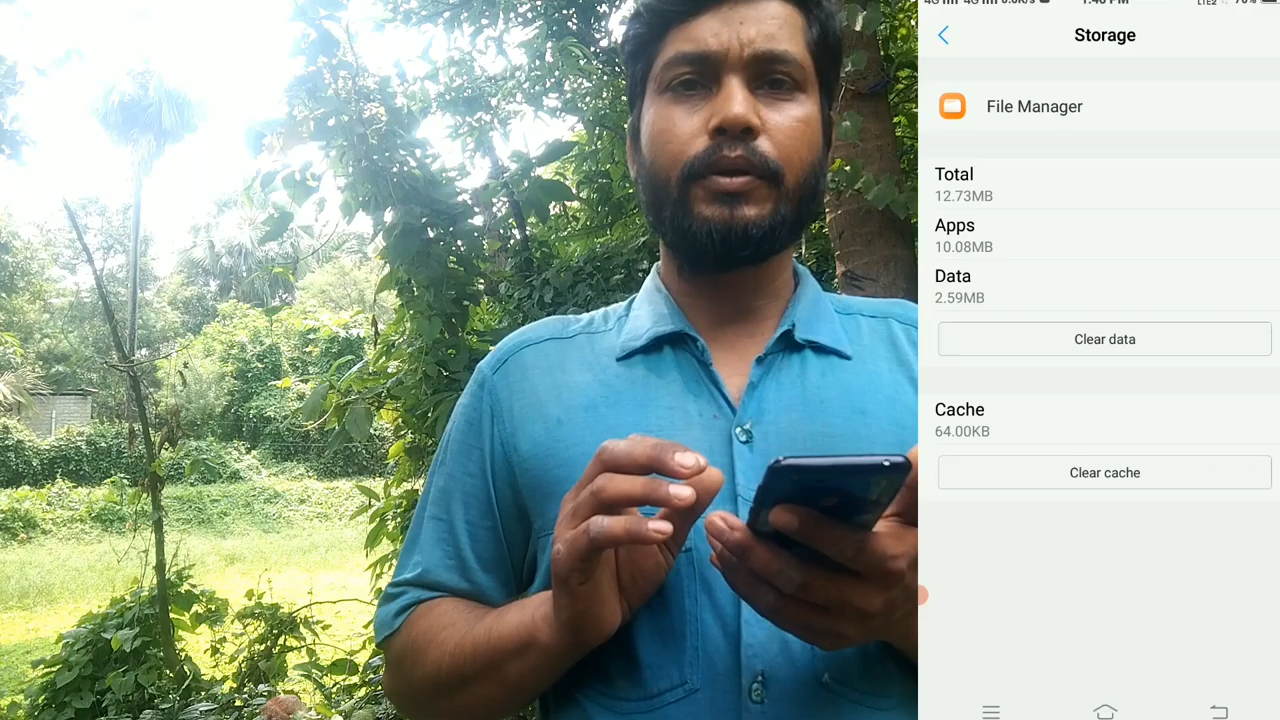 Storage
File Manager
Total
12.73MB
Apps
10.08MB
Data
2.59MB
Clear data
Cache
64.00KB
Clear cache